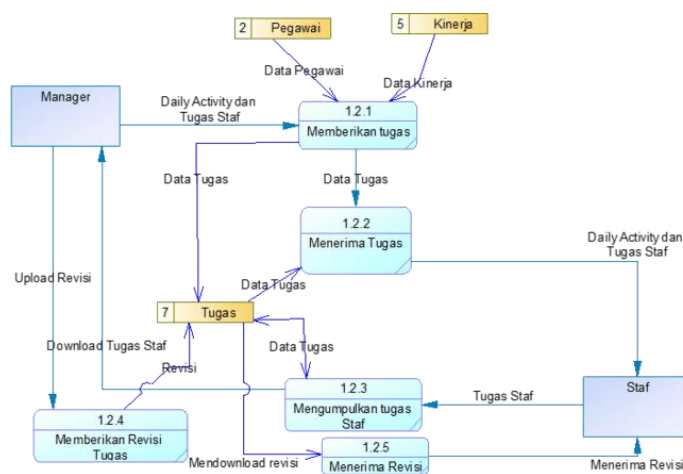 2 Pegawai
5 Kinerja
Data Pegawai
Data Kinerja
Manager
Daily Activity dan
Tugas Staf
1.2.1
Memberikan tugas
Data Tugas
Data Tugas
1.2.2
Menerima Tugas
Daily Activity dan
Tugas Staf
Upload Revisi
Data Tugas
7 Tugas
Download Tugas Staf
Data Tugas
Revisi
1.2.3
Mengumpulkan tugas
Staf
Tugas Staf
Staf
1.2.4
Memberikan Revisi
Tugas
Mendownload revisi
1.2.5
Menerima Revisi
Menerima Revisi